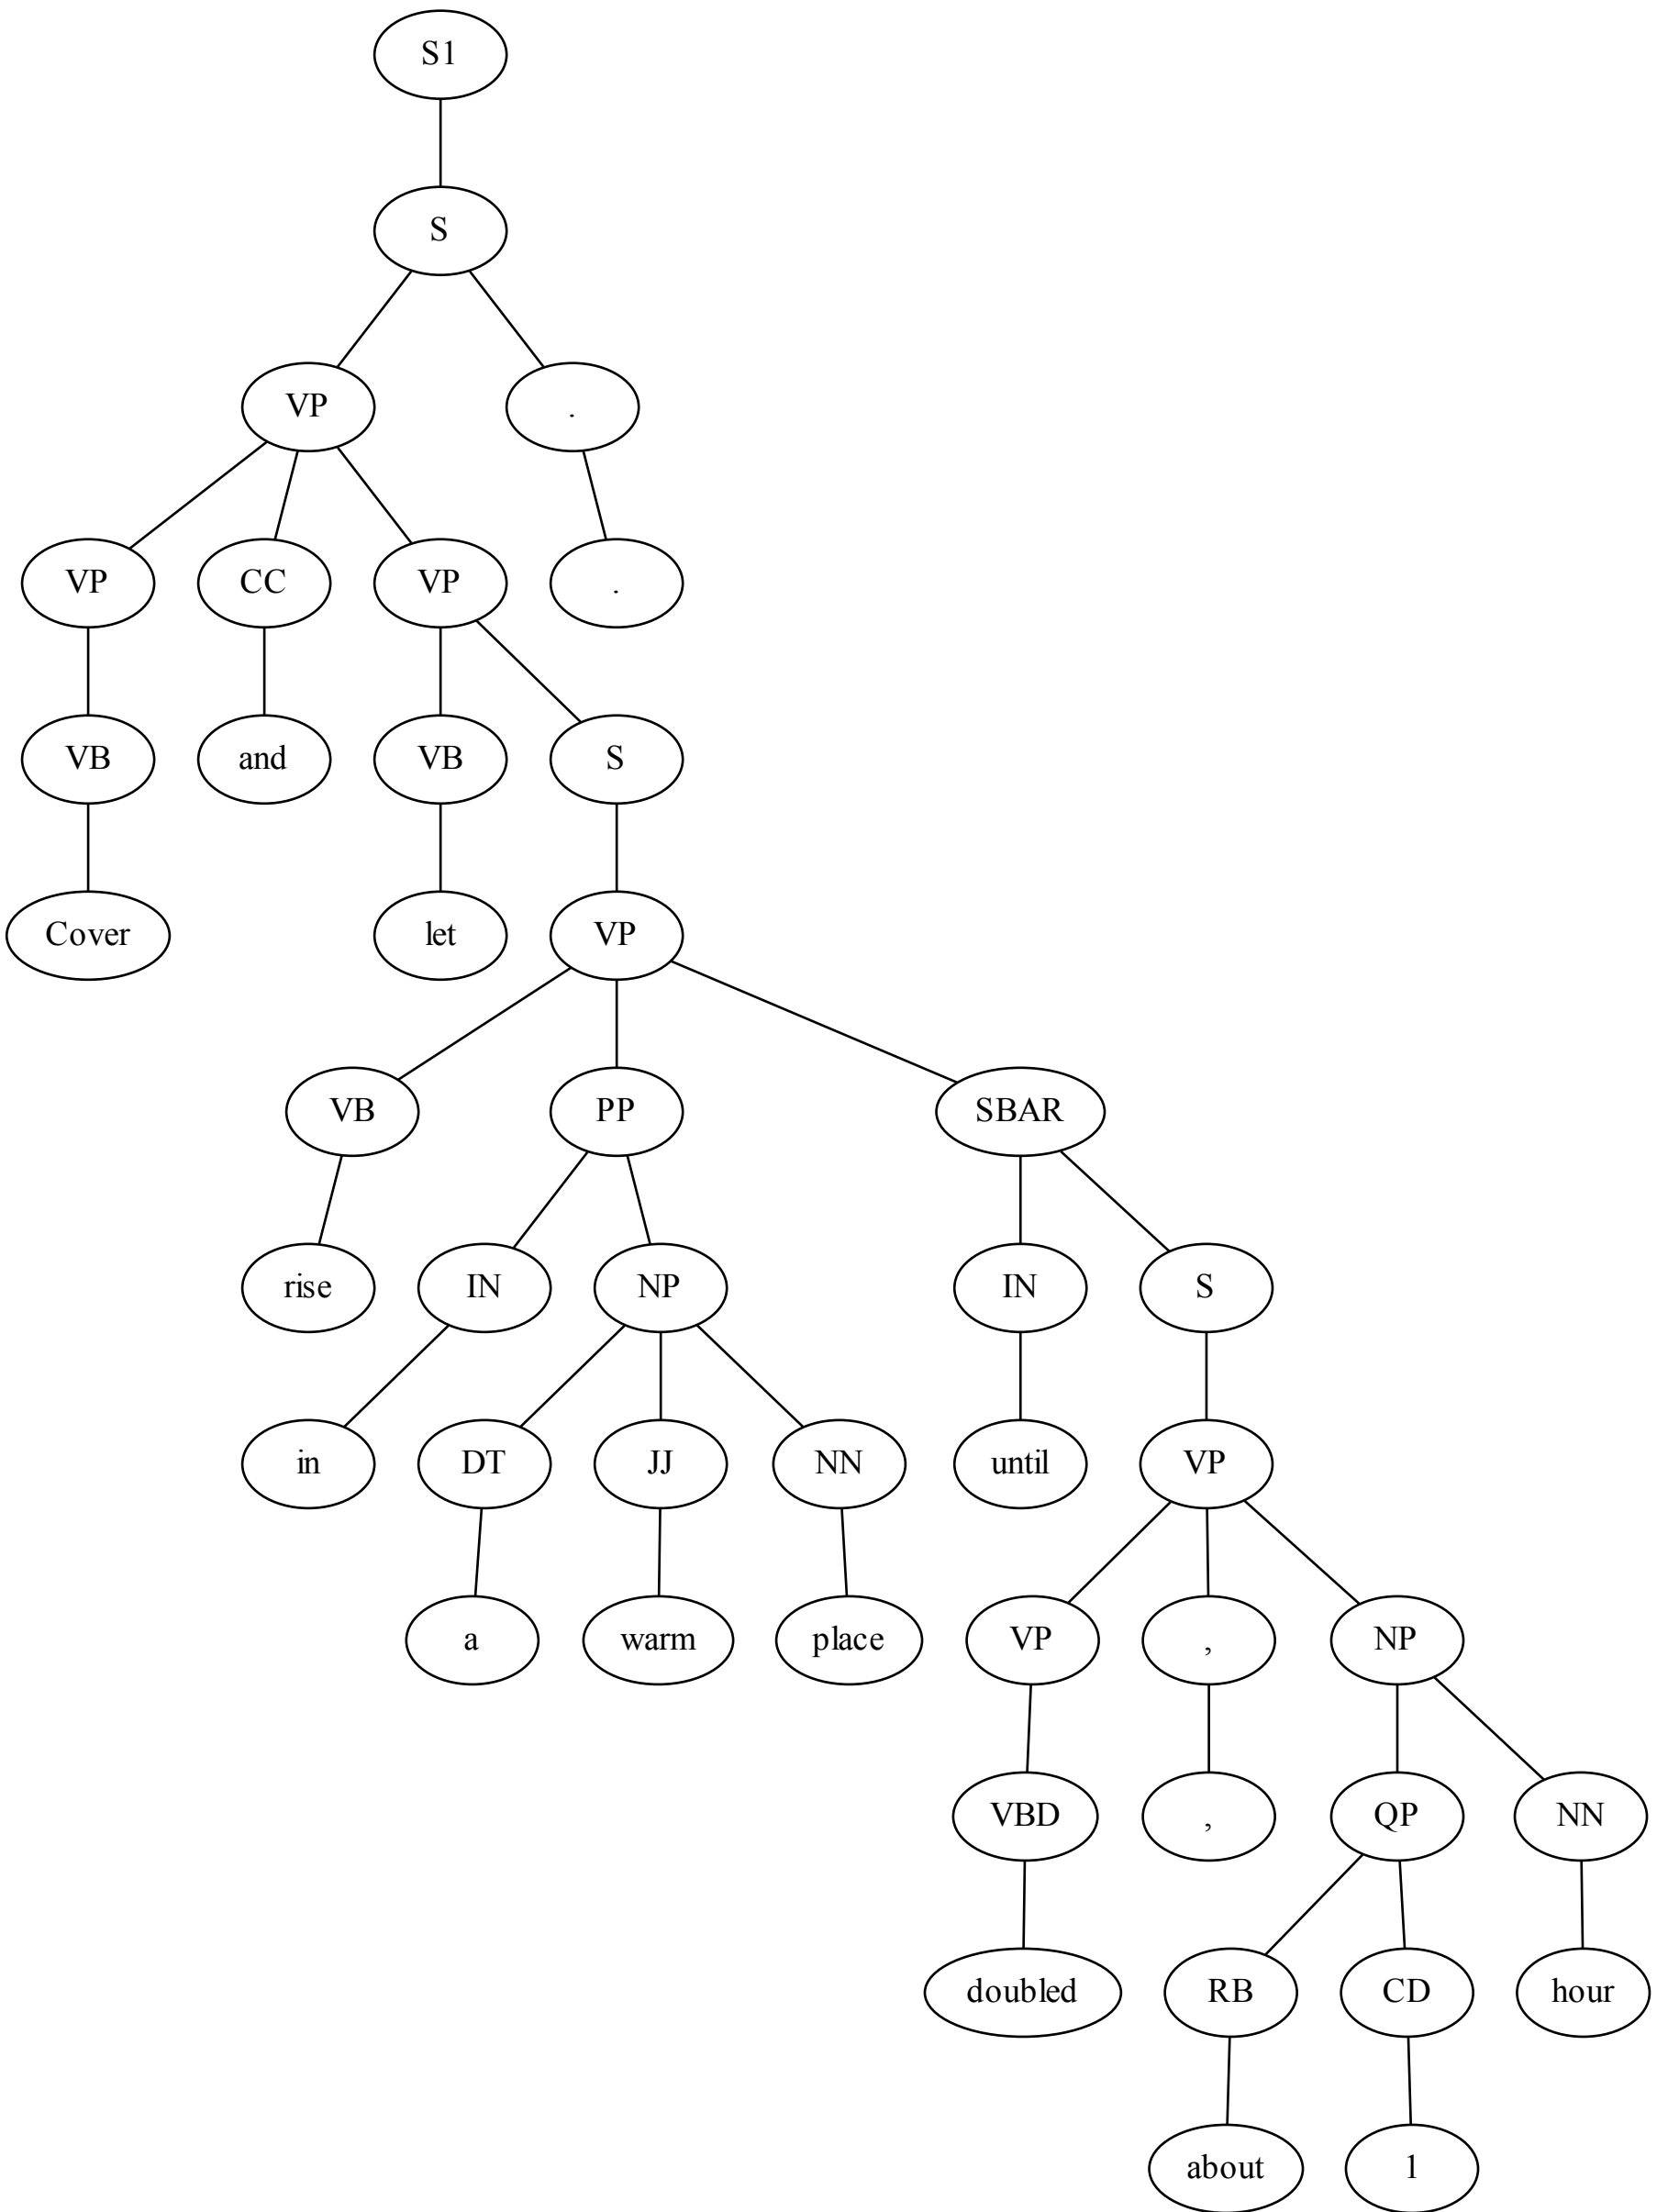 S1
S
VP .
VP CC VP .
VB and VB S
Cover let VP
VB PP SBAR
rise IN NP IN S
in DT JJ NN until VP
a warm place VP , NP
VBD , QP NN
doubled RB CD hour
about 1